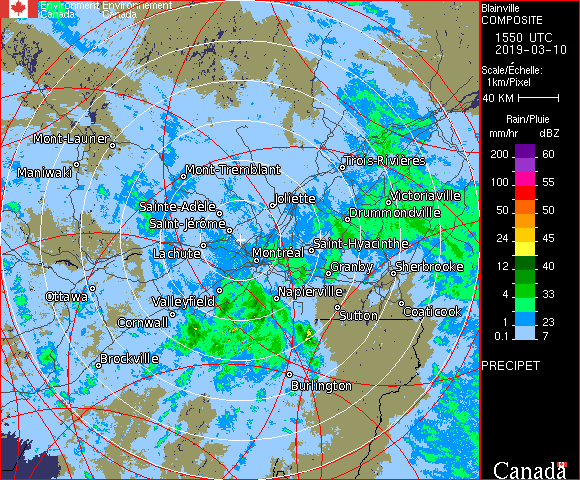 Environment Environnement
Canada Canada
Mont-Laurier
Maniwaki
Mont-Tremblant
Trois-Rivières
Sainte-Adèle
Joliette
Victoriaville
Saint-Jérôme
Drummondville
Lachute
Montréal
Saint-Hyacinthe
Granby
Sherbrooke
Ottawa
Valleyfield
Napierville
Cornwall
Sutton
Coaticook
Brockville
Burlington
Blainville
COMPOSITE
1550 UTC
2019-03-10
Scale/Échelle:
1km/Pixel
40 KM
Rain/Pluie
mm/hr dBZ
200 60
100 55
50 50
24 45
12 40
4 33
1 23
0.1 7
PRECIPET
Canada